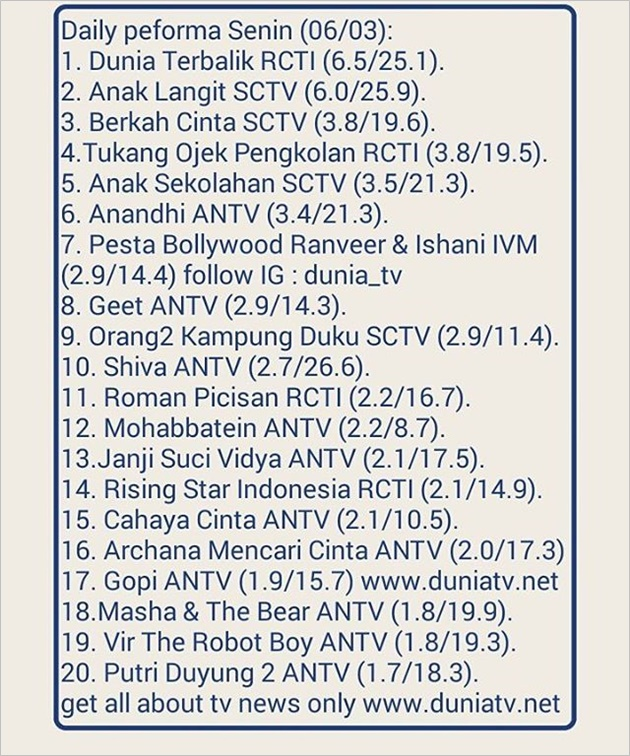 Daily peforma Senin (06/03):
1. Dunia Terbalik RCTI (6.5/25.1).
2. Anak Langit SCTV (6.0/25.9).
3. Berkah Cinta SCTV (3.8/19.6).
4.Tukang Ojek Pengkolan RCTI (3.8/19.5).
5. Anak Sekolahan SCTV (3.5/21.3).
6. Anandhi ANTV (3.4/21.3).
7. Pesta Bollywood Ranveer & Ishani IVM
(2.9/14.4) follow IG : dunia_tv
8. Geet ANTV (2.9/14.3).
9. Orang2 Kampung Duku SCTV (2.9/11.4).
10. Shiva ANTV (2.7/26.6).
11. Roman Picisan RCTI (2.2/16.7).
12. Mohabbatein ANTV (2.2/8.7).
13.Janji Suci Vidya ANTV (2.1/17.5).
14. Rising Star Indonesia RCTI (2.1/14.9).
15. Cahaya Cinta ANTV (2.1/10.5).
16. Archana Mencari Cinta ANTV (2.0/17.3)
17. Gopi ANTV (1.9/15.7) www.duniatv.net
18.Masha & The Bear ANTV (1.8/19.9).
19. Vir The Robot Boy ANTV (1.8/19.3).
20. Putri Duyung 2 ANTV (1.7/18.3).
get all about tv news only www.duniatv.net